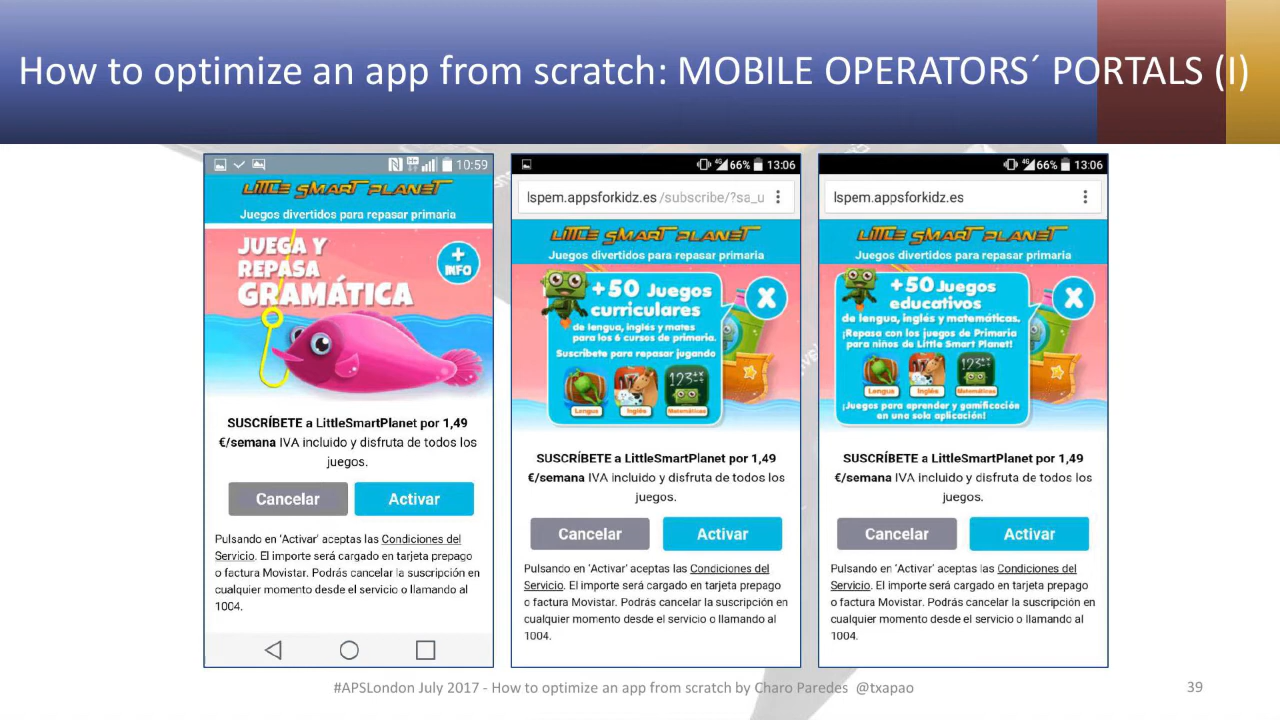 How to optimize an app from scratch: MOBILE OPERATORS´ PORTALS (I)
10:59
LITTLE SMART PLANET
Juegos divertidos para repasar primaria
JUEGA Y
REPASA
GRAMÁTICA
+
INFO
SUSCRÍBETE a LittleSmartPlanet por 1,49
€/semana IVA incluido y disfruta de todos los
juegos.
Cancelar
Activar
Pulsando en 'Activar' aceptas las Condiciones del
Servicio. El importe será cargado en tarjeta prepago
o factura Movistar. Podrás cancelar la suscripción en
cualquier momento desde el servicio o llamando al
1004.
4G 66% 13:06
lspem.appsforkidz.es/subscribe/?sa_u
LITTLE SMART PLANET
Juegos divertidos para repasar primaria
+50 Juegos
curriculares
de lengua, inglés y mates
para los 6 cursos de primaria.
Suscríbete para repasar jugando
X
123
Lengua
Inglés
Matemáticas
SUSCRÍBETE a LittleSmartPlanet por 1,49
€/semana IVA incluido y disfruta de todos los
juegos.
Cancelar
Activar
Pulsando en 'Activar' aceptas las Condiciones del
Servicio. El importe será cargado en tarjeta prepago
o factura Movistar. Podrás cancelar la suscripción en
cualquier momento desde el servicio o llamando al
1004.
4G 66% 13:06
lspem.appsforkidz.es
LITTLE SMART PLANET
Juegos divertidos para repasar primaria
+50 Juegos
educativos
de lengua, inglés y matemáticas.
¡Repasa con los juegos de Primaria
para niños de Little Smart Planet!
X
123
Lengua
Inglés
Matemáticas
¡Juegos para aprender y gamificación
en una sola aplicación!
SUSCRÍBETE a LittleSmartPlanet por 1,49
€/semana IVA incluido y disfruta de todos los
juegos.
Cancelar
Activar
Pulsando en 'Activar' aceptas las Condiciones del
Servicio. El importe será cargado en tarjeta prepago
o factura Movistar. Podrás cancelar la suscripción en
cualquier momento desde el servicio o llamando al
1004.
#APSLondon July 2017 - How to optimize an app from scratch by Charo Paredes @txapao
39